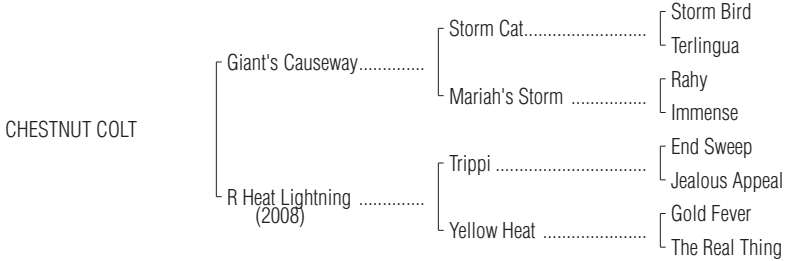 Storm Bird
Storm Cat..........................
Terlingua
Giant's Causeway..............
Rahy
Mariah's Storm ................
Immense
CHESTNUT COLT
End Sweep
Trippi ................................
Jealous Appeal
R Heat Lightning ..............
(2008)
Gold Fever
Yellow Heat ......................
The Real Thing